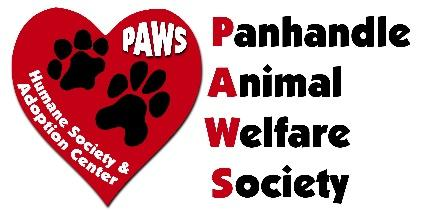 PAWS
Humane Society &
Adoption Center
Panhandle
Animal
Welfare
Society